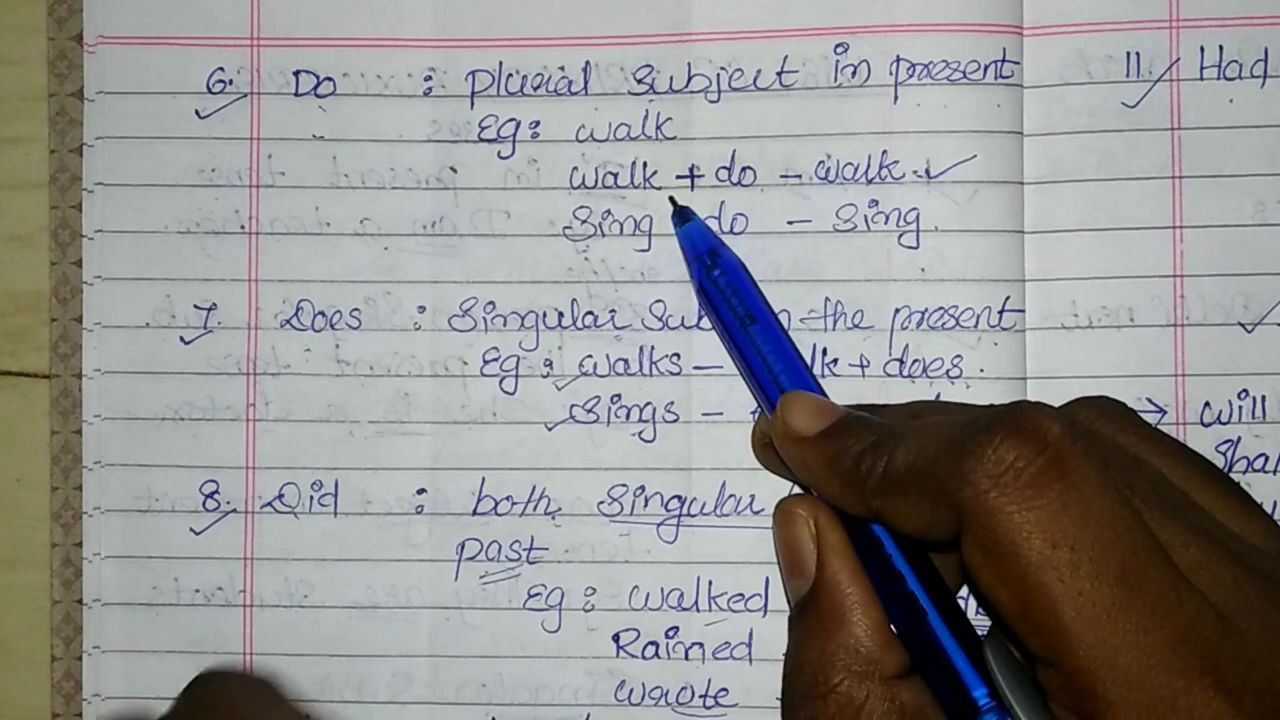 6. Do : Plural Subject in present
Eg: walk
walk + do - walk.
Sing do - Sing.
7. Does : Singular Sub the present
Eg: walks - lk + does.
Sings -
8. Did : both Singular
past
Eg: walked
Rained
wrote
11. Had
→ will
Shal